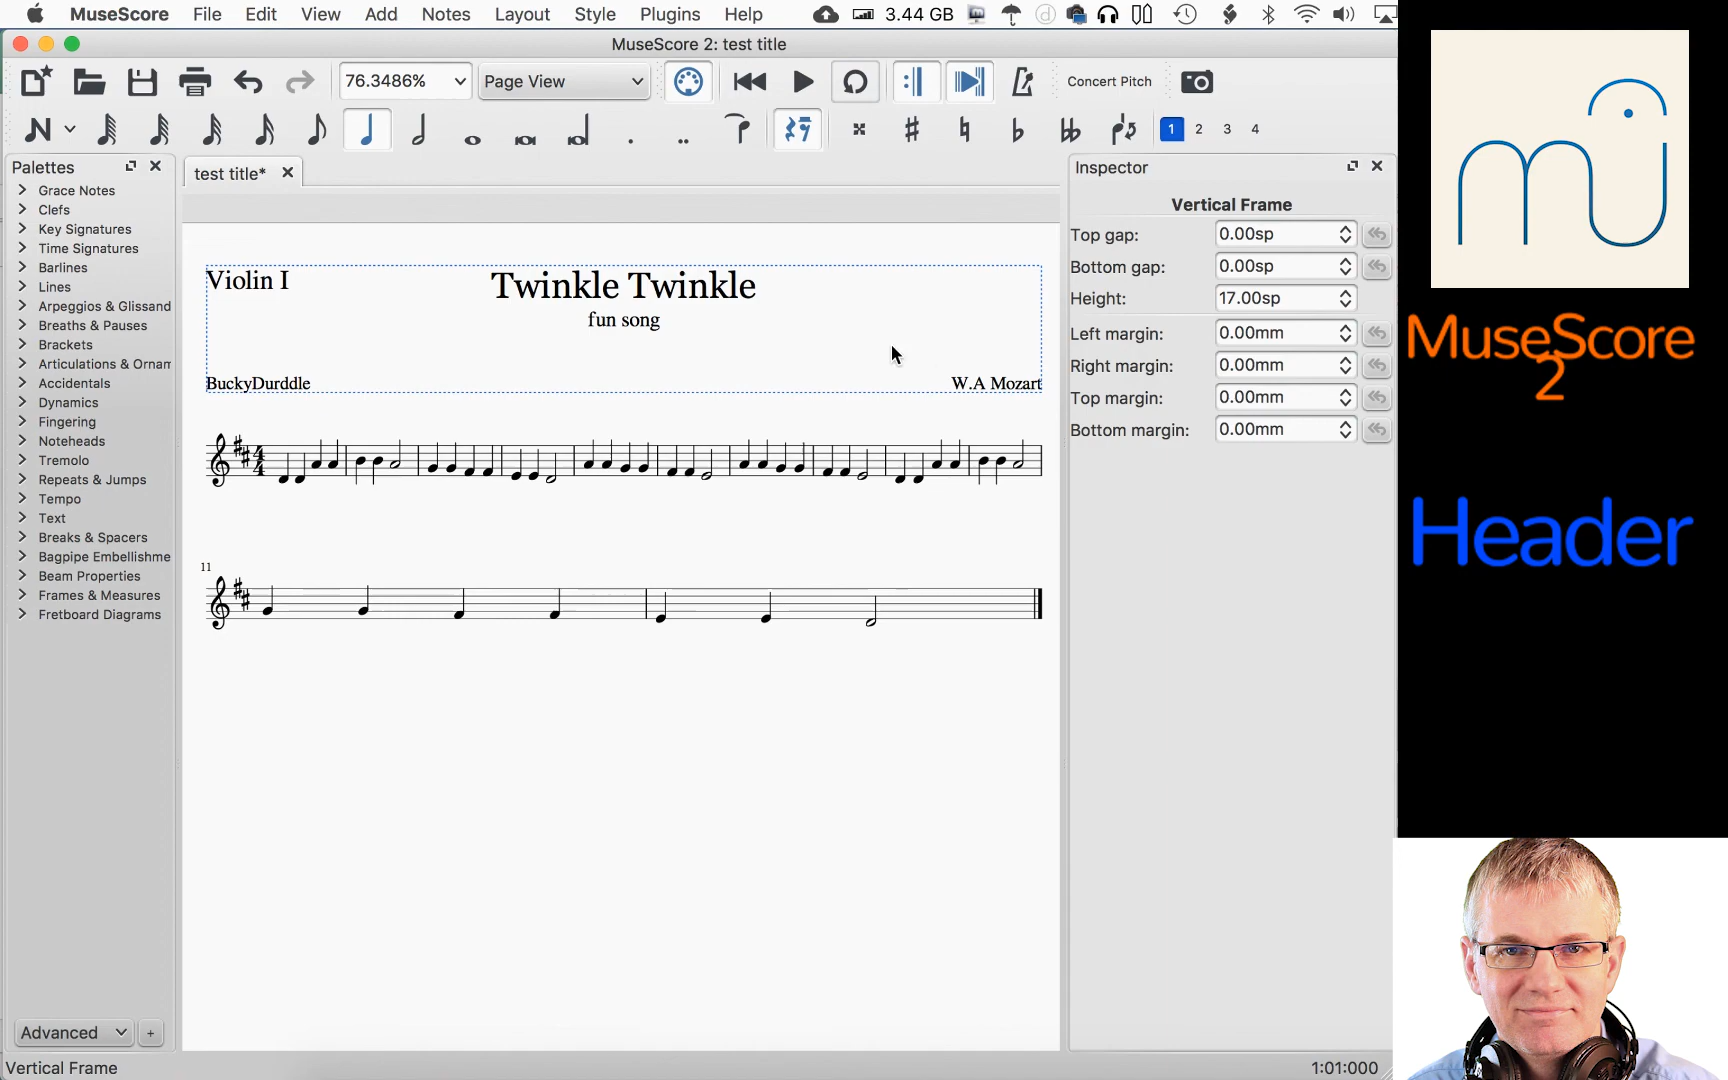 MuseScore File Edit View Add Notes Layout Style Plugins Help 3.44 GB
MuseScore 2: test title
76.3486% Page View Concert Pitch
1 2 3 4
Palettes
Grace Notes
Clefs
Key Signatures
Time Signatures
Barlines
Lines
Arpeggios & Glissand
Breaths & Pauses
Brackets
Articulations & Ornam
Accidentals
Dynamics
Fingering
Noteheads
Tremolo
Repeats & Jumps
Tempo
Text
Breaks & Spacers
Bagpipe Embellishme
Beam Properties
Frames & Measures
Fretboard Diagrams
Advanced +
Vertical Frame
test title*
Violin I
Twinkle Twinkle
fun song
BuckyDurddle
W.A Mozart
4
4
11
Inspector
Vertical Frame
Top gap: 0.00sp
Bottom gap: 0.00sp
Height: 17.00sp
Left margin: 0.00mm
Right margin: 0.00mm
Top margin: 0.00mm
Bottom margin: 0.00mm
1:01:000
mu
MuseScore
2
Header